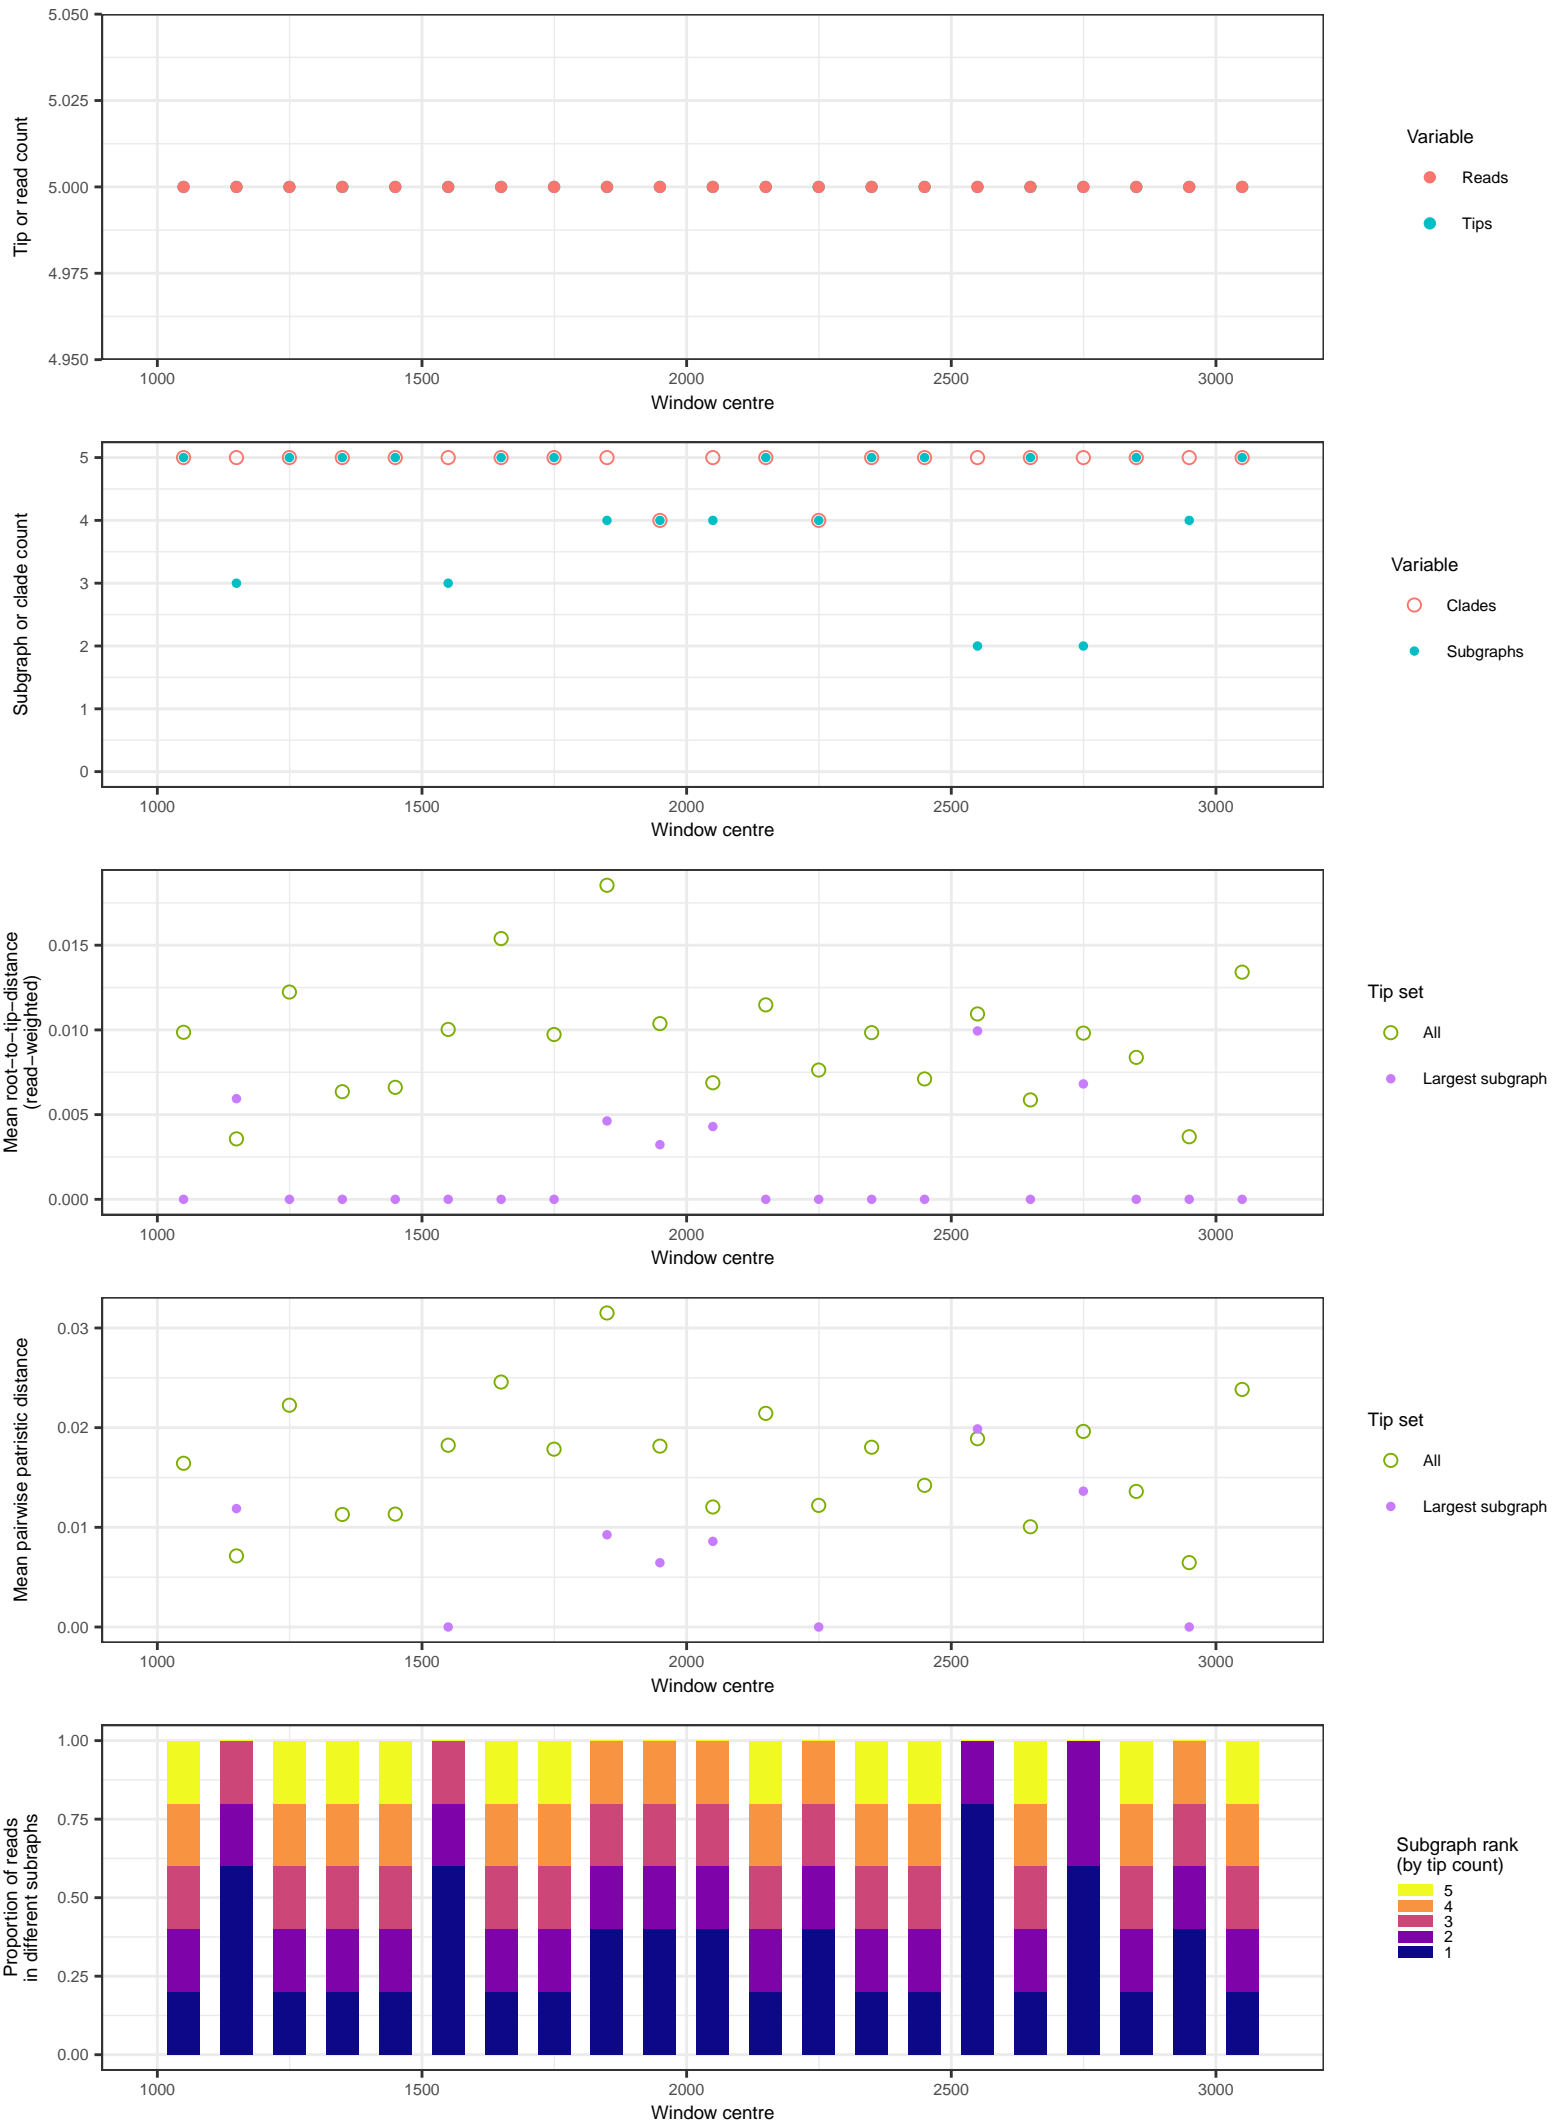 5.050
5.025
5.000
4.975
4.950
Tip or read count
1000 1500 2000 2500 3000
Window centre
Variable
Reads
Tips
5
4
3
2
1
0
Subgraph or clade count
1000 1500 2000 2500 3000
Window centre
Variable
Clades
Subgraphs
0.015
0.010
0.005
0.000
Mean root−to−tip−distance
(read−weighted)
1000 1500 2000 2500 3000
Window centre
Tip set
All
Largest subgraph
0.03
0.02
0.01
0.00
Mean pairwise patristic distance
1000 1500 2000 2500 3000
Window centre
Tip set
All
Largest subgraph
1.00
0.75
0.50
0.25
0.00
Proportion of reads
in different subraphs
1000 1500 2000 2500 3000
Window centre
Subgraph rank
(by tip count)
5
4
3
2
1